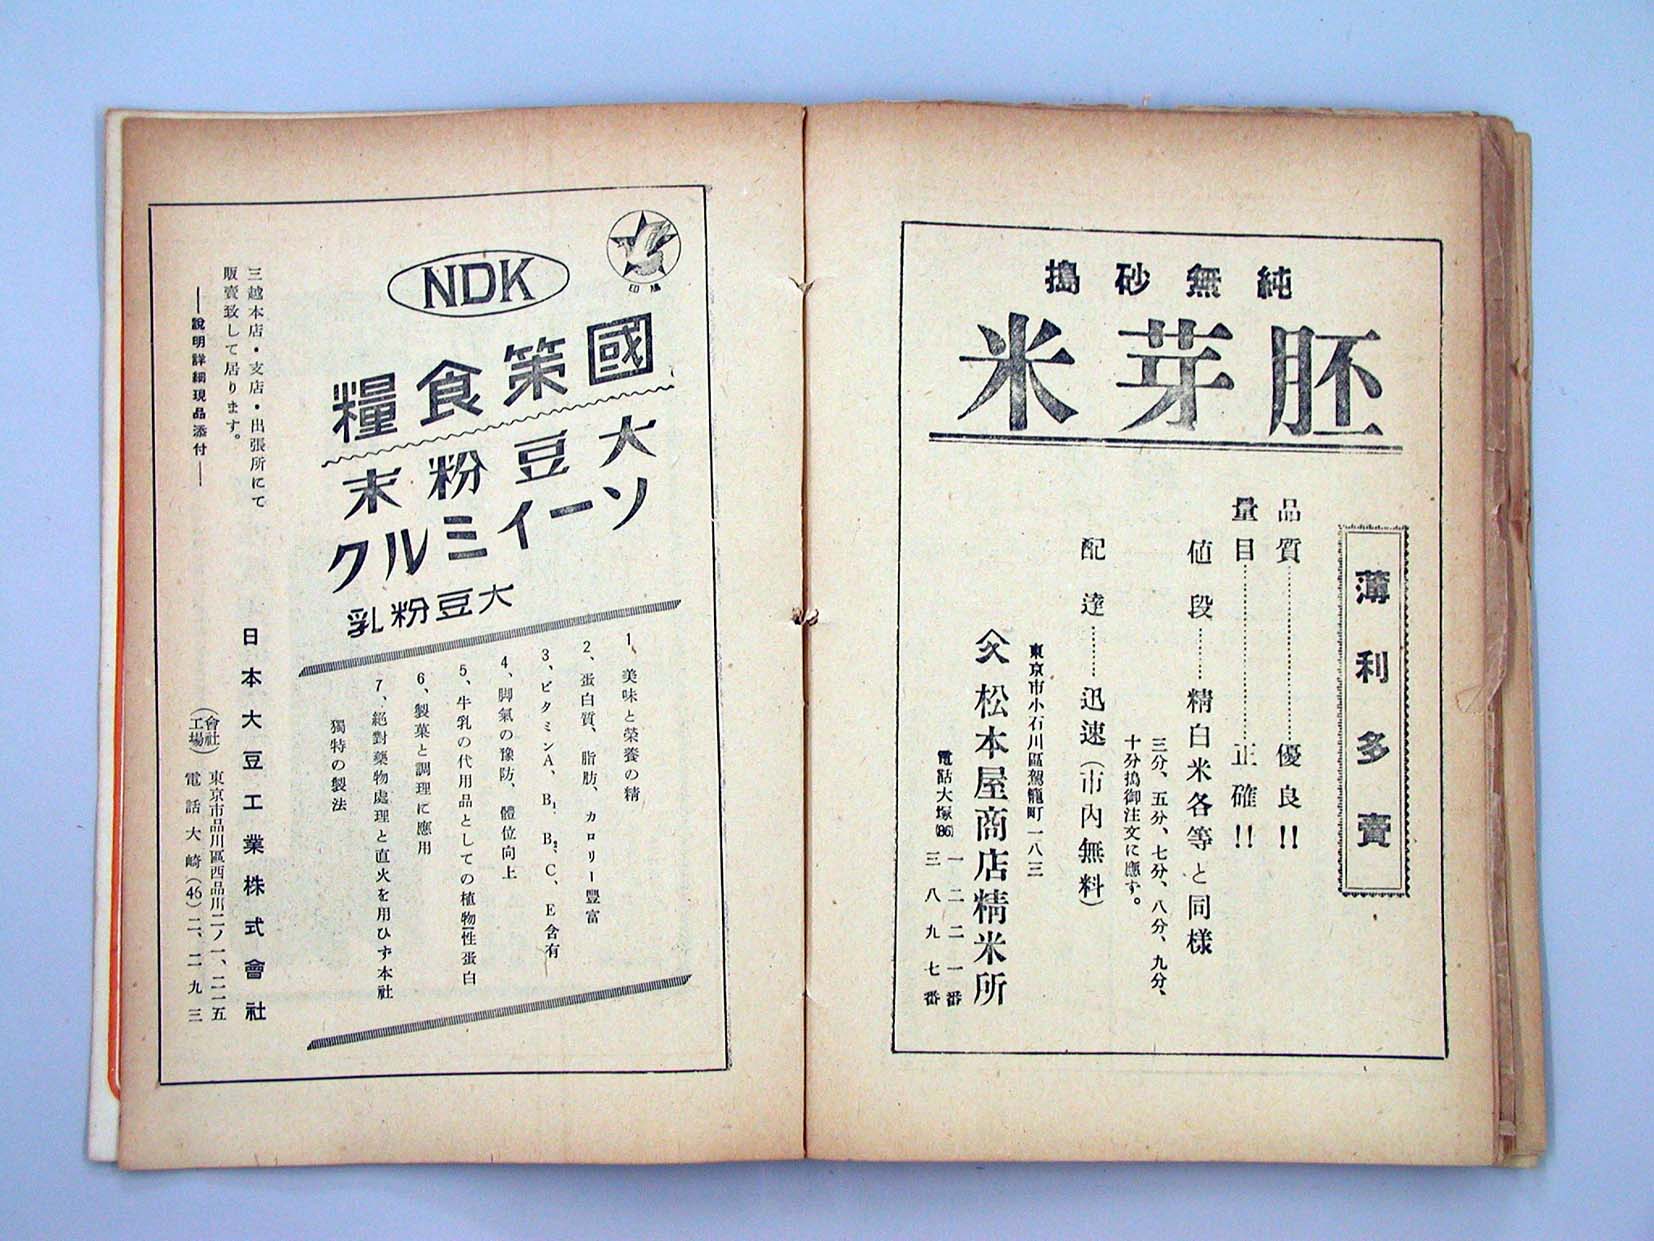 純無砂搗
胚芽米
薄利多賣
品質………………優良!!
量目………………正確!!
値段……精白米各等と同樣
三分、五分、七分、八分、九分、
十分搗御注文に應ず。
配達……迅速(市內無料)
東京市小石川區駕籠町一八三
松本屋商店精米所
電話大塚(86)一二二一番
三八九七番
鳩印
NDK
國策食糧
大豆粉末
ソーイミルク
大豆粉乳
1、美味と榮養の精
2、蛋白質、脂肪、カロリー豐富
3、ビタミンA、B₁、B₂、C、E含有
4、脚氣の豫防、體位向上
5、牛乳の代用品としての植物性蛋白
6、製菓と調理に應用
7、絕對藥物處理と直火を用ひず本社
獨特の製法
三越本店・支店・出張所にて
販賣致して居ります。
―說明詳細現品添付―
日本大豆工業株式會社
(會社工場)
東京市品川區西品川二ノ一、二一五
電話大崎(46)二、二九三